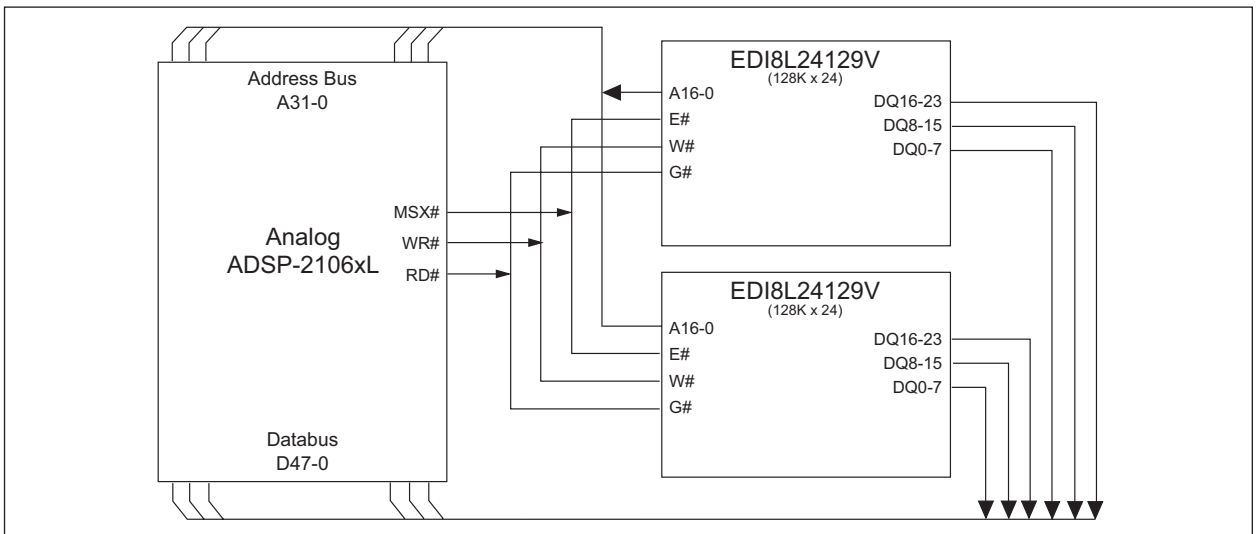 Address Bus
A31-0
MSX#
Analog
ADSP-2106xL
WR#
RD#
Databus
D47-0
EDI8L24129V
(128K x 24)
A16-0
E#
W#
G#
DQ16-23
DQ8-15
DQ0-7
EDI8L24129V
(128K x 24)
A16-0
E#
W#
G#
DQ16-23
DQ8-15
DQ0-7